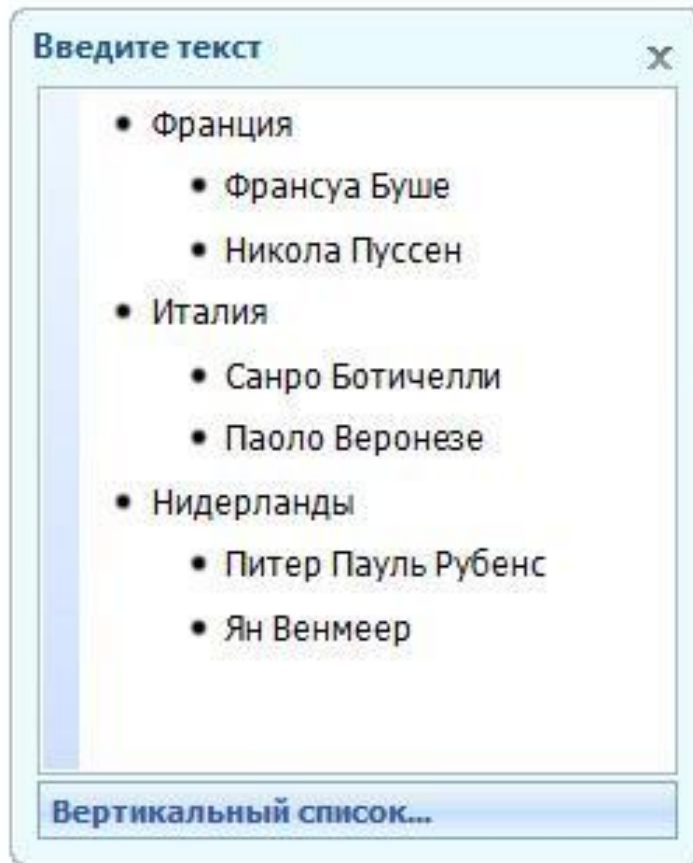 Введите текст
• Франция
• Франсуа Буше
• Никола Пуссен
• Италия
• Санро Ботичелли
• Паоло Веронезе
• Нидерланды
• Питер Пауль Рубенс
• Ян Венмеер
Вертикальный список...